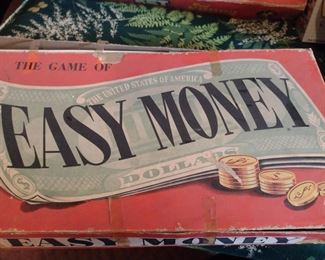 THE GAME OF
THE UNITED STATES OF AMERICA
EASY MONEY
DOLLARS
EASY MONEY